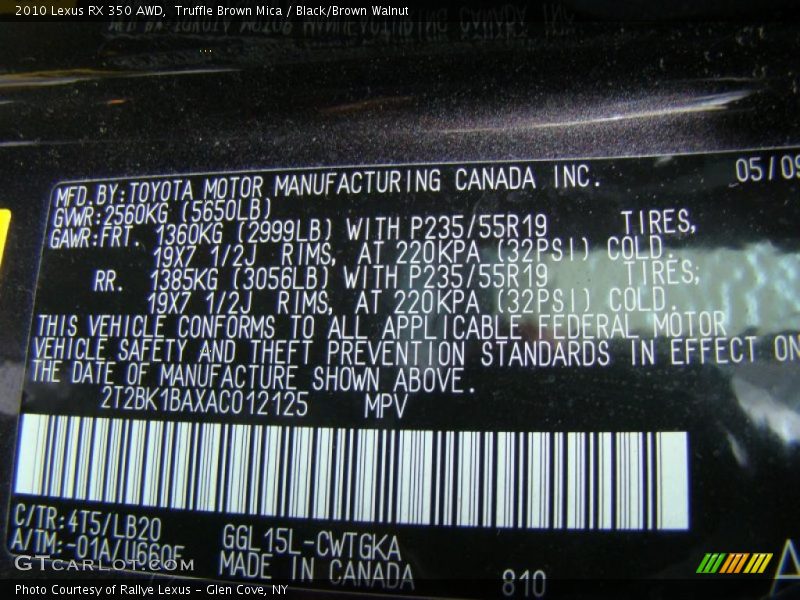 2010 Lexus RX 350 AWD,  Truffle Brown Mica / Black/Brown Walnut
MFD.BY:TOYOTA MOTOR MANUFACTURING CANADA INC. 05/09
GVWR:2560KG (5650LB)
GAWR:FRT. 1360KG (2999LB) WITH P235/55R19 TIRES,
19X7 1/2J RIMS, AT 220KPA (32PSI) COLD.
RR. 1385KG (3056LB) WITH P235/55R19 TIRES;
19X7 1/2J RIMS, AT 220KPA (32PSI) COLD.
THIS VEHICLE CONFORMS TO ALL APPLICABLE FEDERAL MOTOR
VEHICLE SAFETY AND THEFT PREVENTION STANDARDS IN EFFECT ON
THE DATE OF MANUFACTURE SHOWN ABOVE.
2T2BK1BAXAC012125 MPV
C/TR:4T5/LB20
A/TM:-01A/U660F GGL15L-CWTGKA
MADE IN CANADA 810
GTCarLot.com
Photo Courtesy of Rallye Lexus - Glen Cove, NY